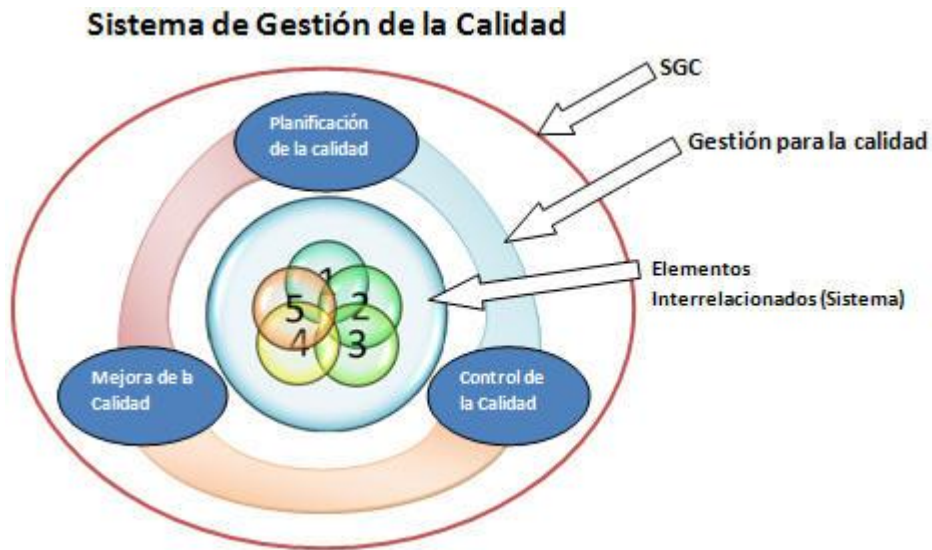 Sistema de Gestión de la Calidad
SGC
Planificación
de la calidad
Gestión para la calidad
Elementos
Interrelacionados (Sistema)
1
5
2
4
3
Mejora de la
Calidad
Control de
la Calidad